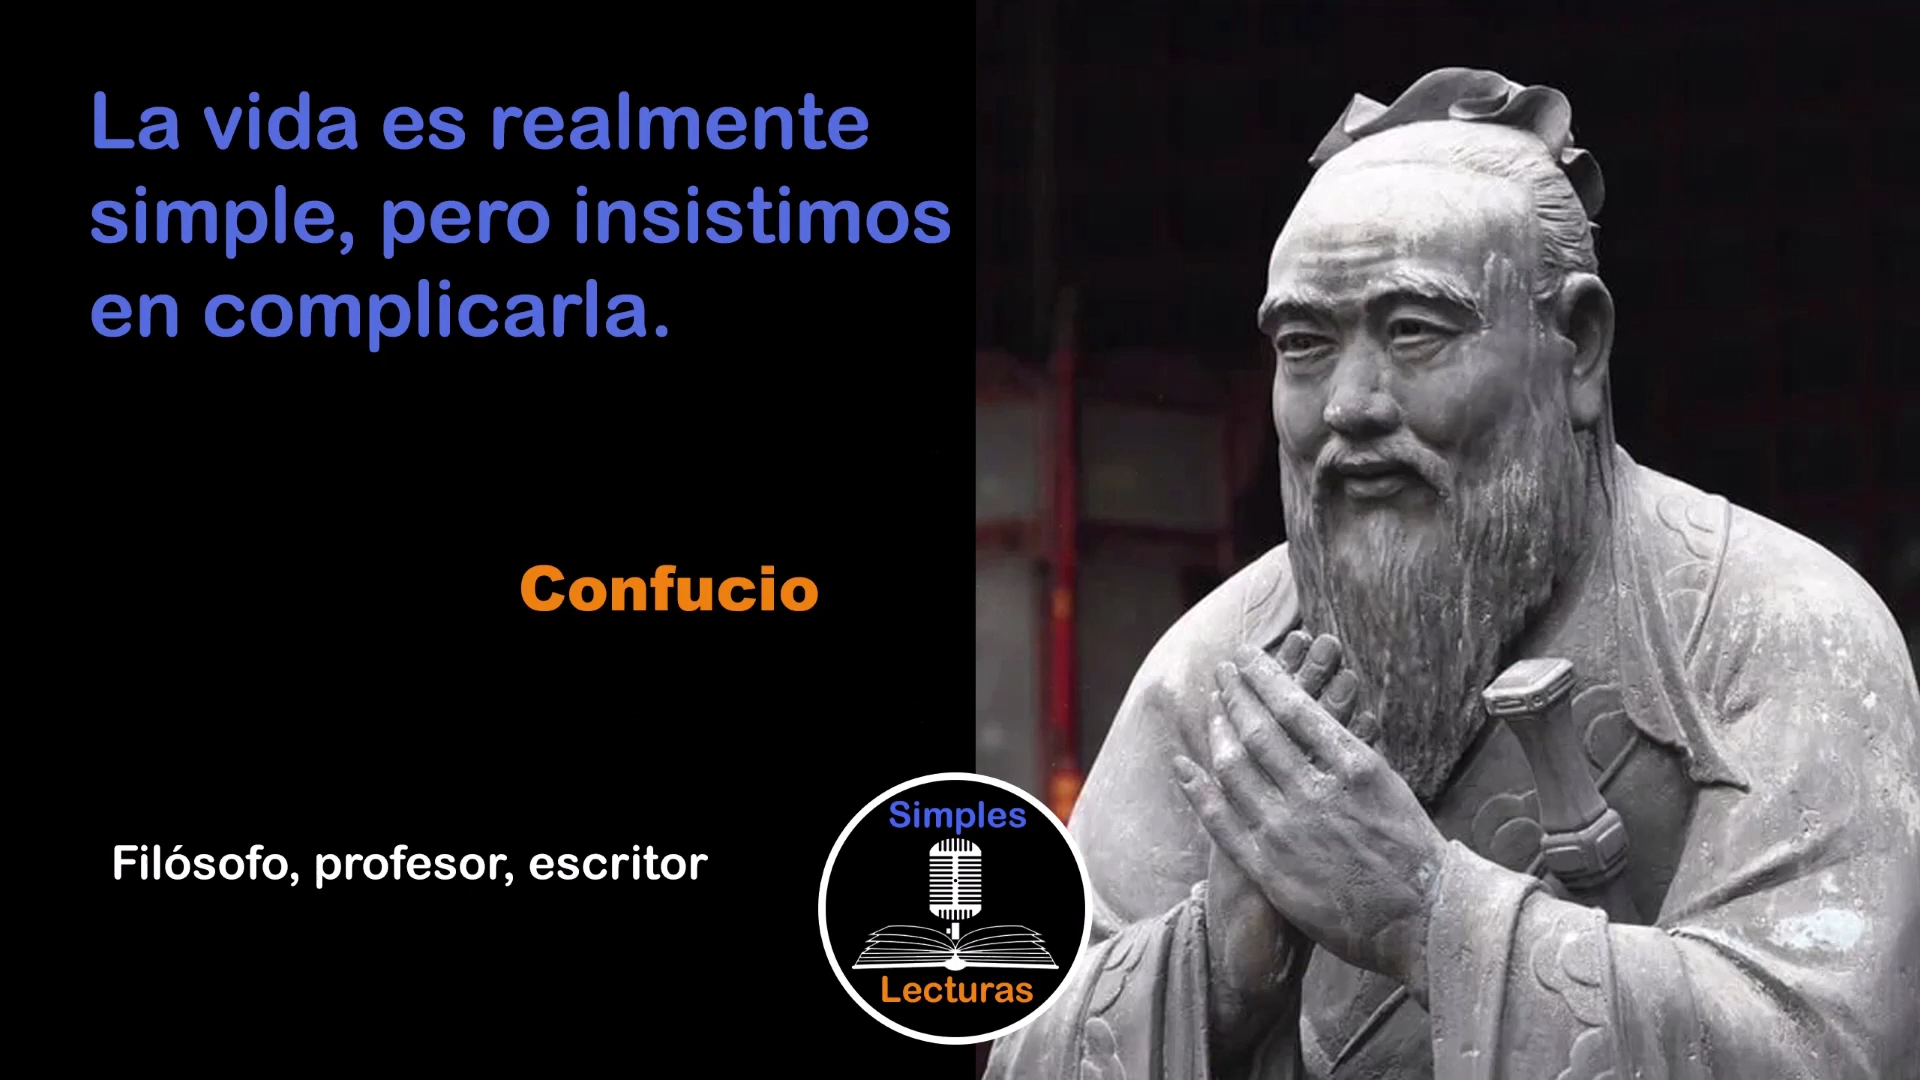 La vida es realmente
simple, pero insistimos
en complicarla.
Confucio
Filósofo, profesor, escritor
Simples
Lecturas